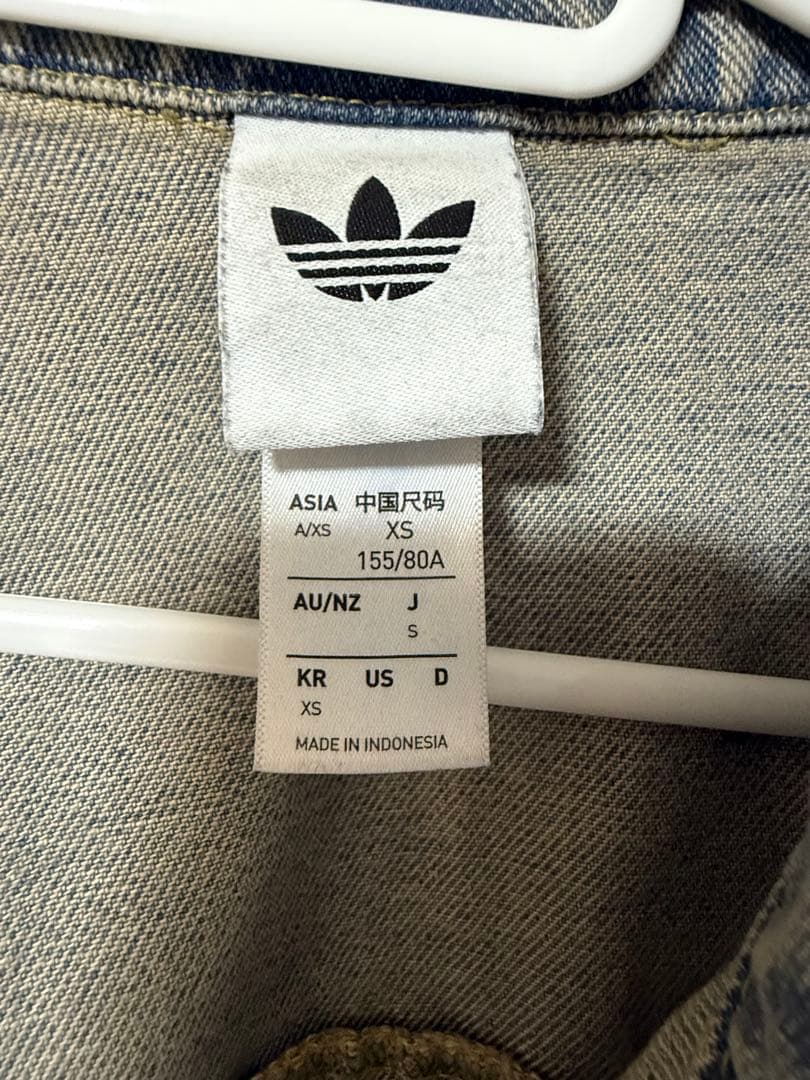 ASIA 中国尺码
A/XS XS
155/80A
AU/NZ J
S
KR US D
XS
MADE IN INDONESIA